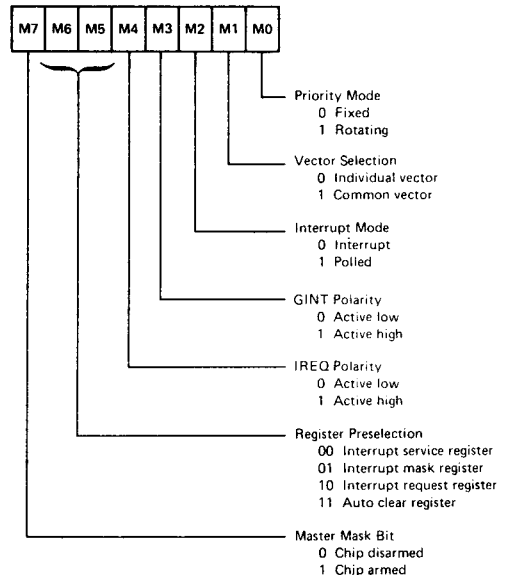 M7 M6 M5 M4 M3 M2 M1 M0
Priority Mode
0 Fixed
1 Rotating
Vector Selection
0 Individual vector
1 Common vector
Interrupt Mode
0 Interrupt
1 Polled
GINT Polarity
0 Active low
1 Active high
IREQ Polarity
0 Active low
1 Active high
Register Preselection
00 Interrupt service register
01 Interrupt mask register
10 Interrupt request register
11 Auto clear register
Master Mask Bit
0 Chip disarmed
1 Chip armed